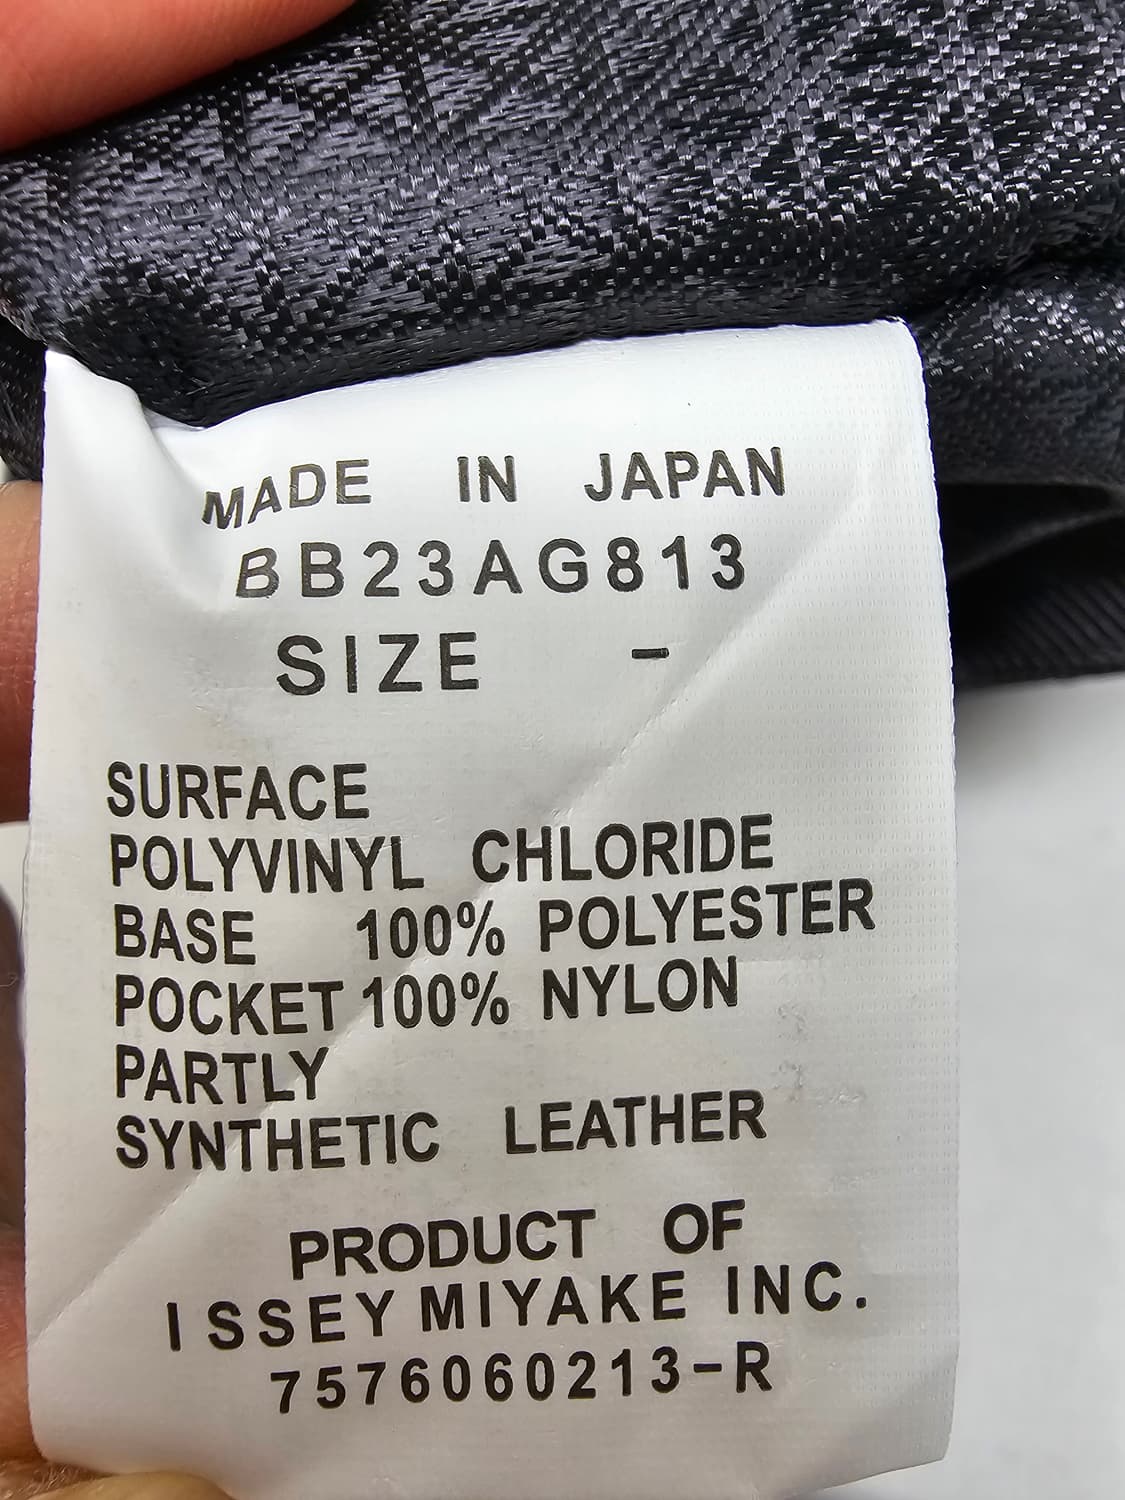 MADE IN JAPAN
BB23AG813
SIZE -
SURFACE
POLYVINYL CHLORIDE
BASE 100% POLYESTER
POCKET 100% NYLON
PARTLY
SYNTHETIC LEATHER
PRODUCT OF
ISSEY MIYAKE INC.
7576060213-R